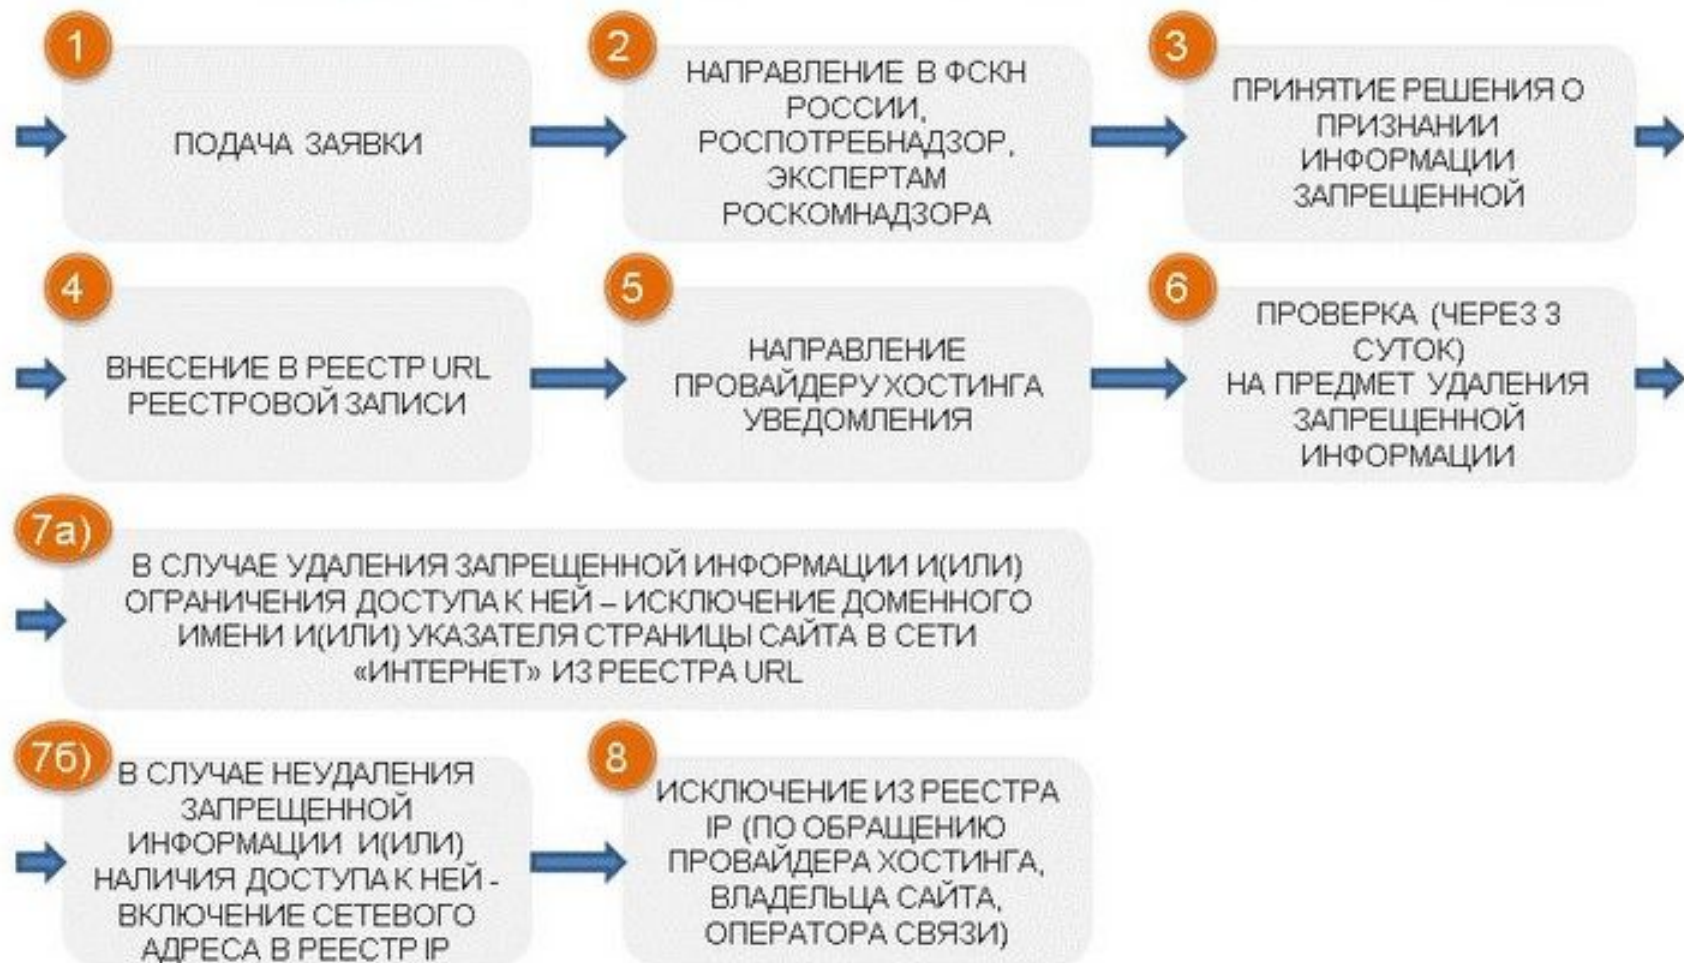 1
ПОДАЧА ЗАЯВКИ
2
НАПРАВЛЕНИЕ В ФСКН
РОССИИ,
РОСПОТРЕБНАДЗОР,
ЭКСПЕРТАМ
РОСКОМНАДЗОРА
3
ПРИНЯТИЕ РЕШЕНИЯ О
ПРИЗНАНИИ
ИНФОРМАЦИИ
ЗАПРЕЩЕННОЙ
4
ВНЕСЕНИЕ В РЕЕСТР URL
РЕЕСТРОВОЙ ЗАПИСИ
5
НАПРАВЛЕНИЕ
ПРОВАЙДЕРУ ХОСТИНГА
УВЕДОМЛЕНИЯ
6
ПРОВЕРКА (ЧЕРЕЗ 3
СУТОК)
НА ПРЕДМЕТ УДАЛЕНИЯ
ЗАПРЕЩЕННОЙ
ИНФОРМАЦИИ
7а)
В СЛУЧАЕ УДАЛЕНИЯ ЗАПРЕЩЕННОЙ ИНФОРМАЦИИ И(ИЛИ)
ОГРАНИЧЕНИЯ ДОСТУПА К НЕЙ – ИСКЛЮЧЕНИЕ ДОМЕННОГО
ИМЕНИ И(ИЛИ) УКАЗАТЕЛЯ СТРАНИЦЫ САЙТА В СЕТИ
«ИНТЕРНЕТ» ИЗ РЕЕСТРА URL
7б)
В СЛУЧАЕ НЕУДАЛЕНИЯ
ЗАПРЕЩЕННОЙ
ИНФОРМАЦИИ И(ИЛИ)
НАЛИЧИЯ ДОСТУПА К НЕЙ -
ВКЛЮЧЕНИЕ СЕТЕВОГО
АДРЕСА В РЕЕСТР IP
8
ИСКЛЮЧЕНИЕ ИЗ РЕЕСТРА
IP (ПО ОБРАЩЕНИЮ
ПРОВАЙДЕРА ХОСТИНГА,
ВЛАДЕЛЬЦА САЙТА,
ОПЕРАТОРА СВЯЗИ)